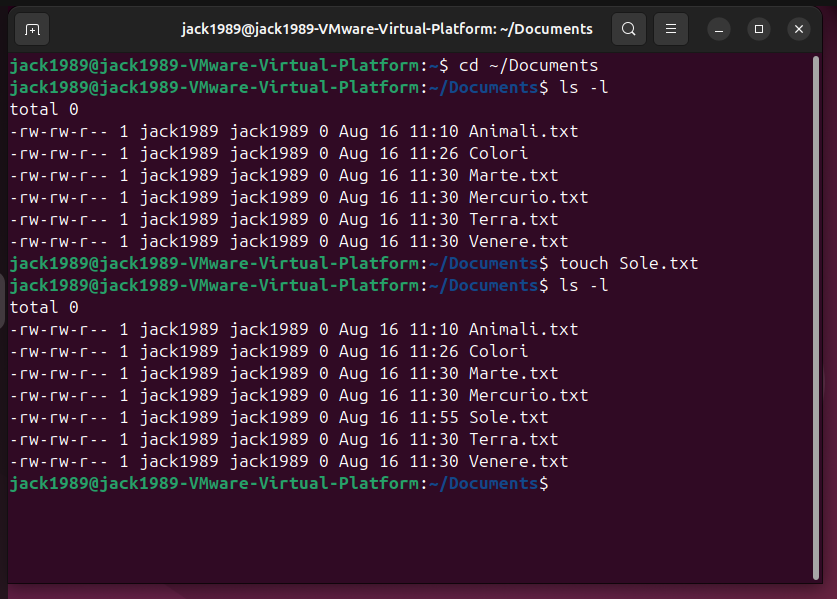 jack1989@jack1989-VMware-Virtual-Platform: ~/Documents
jack1989@jack1989-VMware-Virtual-Platform:~$ cd ~/Documents
jack1989@jack1989-VMware-Virtual-Platform:~/Documents$ ls -l
total 0
-rw-rw-r-- 1 jack1989 jack1989 0 Aug 16 11:10 Animali.txt
-rw-rw-r-- 1 jack1989 jack1989 0 Aug 16 11:26 Colori
-rw-rw-r-- 1 jack1989 jack1989 0 Aug 16 11:30 Marte.txt
-rw-rw-r-- 1 jack1989 jack1989 0 Aug 16 11:30 Mercurio.txt
-rw-rw-r-- 1 jack1989 jack1989 0 Aug 16 11:30 Terra.txt
-rw-rw-r-- 1 jack1989 jack1989 0 Aug 16 11:30 Venere.txt
jack1989@jack1989-VMware-Virtual-Platform:~/Documents$ touch Sole.txt
jack1989@jack1989-VMware-Virtual-Platform:~/Documents$ ls -l
total 0
-rw-rw-r-- 1 jack1989 jack1989 0 Aug 16 11:10 Animali.txt
-rw-rw-r-- 1 jack1989 jack1989 0 Aug 16 11:26 Colori
-rw-rw-r-- 1 jack1989 jack1989 0 Aug 16 11:30 Marte.txt
-rw-rw-r-- 1 jack1989 jack1989 0 Aug 16 11:30 Mercurio.txt
-rw-rw-r-- 1 jack1989 jack1989 0 Aug 16 11:55 Sole.txt
-rw-rw-r-- 1 jack1989 jack1989 0 Aug 16 11:30 Terra.txt
-rw-rw-r-- 1 jack1989 jack1989 0 Aug 16 11:30 Venere.txt
jack1989@jack1989-VMware-Virtual-Platform:~/Documents$